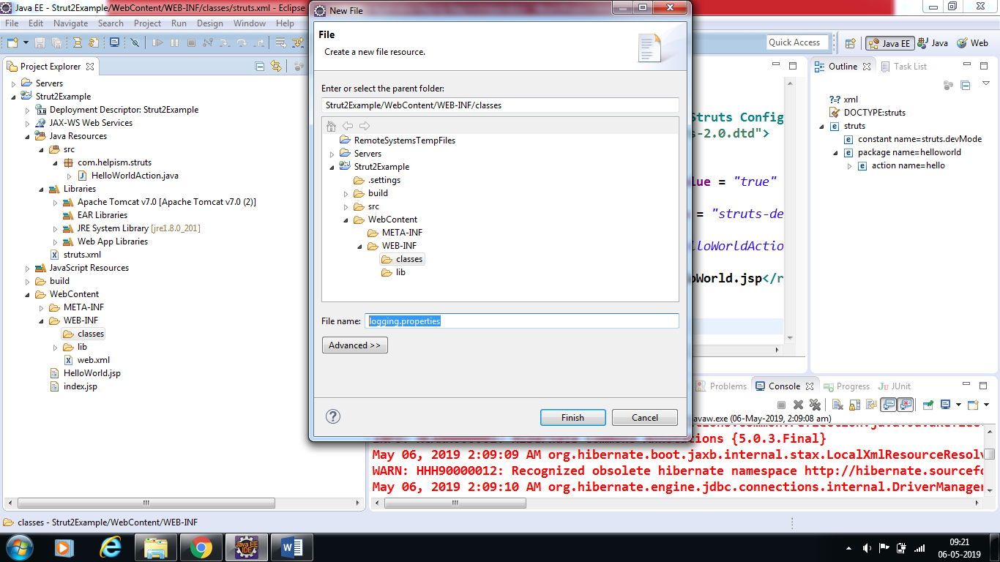 Java EE - Strut2Example/WebContent/WEB-INF/classes/struts.xml - Eclipse
File Edit Navigate Search Project Run Design Window Help
Quick Access
Java EE
Java
Web
Project Explorer
Servers
Strut2Example
Deployment Descriptor: Strut2Example
JAX-WS Web Services
Java Resources
src
com.helpism.struts
HelloWorldAction.java
Libraries
Apache Tomcat v7.0 [Apache Tomcat v7.0 (2)]
EAR Libraries
JRE System Library [jre1.8.0_201]
Web App Libraries
struts.xml
JavaScript Resources
build
WebContent
META-INF
WEB-INF
classes
lib
web.xml
HelloWorld.jsp
index.jsp
New File
File
Create a new file resource.
Enter or select the parent folder:
Strut2Example/WebContent/WEB-INF/classes
RemoteSystemsTempFiles
Servers
Strut2Example
.settings
build
src
WebContent
META-INF
WEB-INF
classes
lib
File name: logging.properties
Advanced >>
Finish
Cancel
Struts Config
s-2.0.dtd">
lue = "true"
= "struts-de
lloWorldActio
oWorld.jsp</r
Outline
Task List
?=? xml
DOCTYPE:struts
struts
constant name=struts.devMode
package name=helloworld
action name=hello
Problems
Console
Progress
JUnit
avaw.exe (06-May-2019, 2:09:08 am)
{5.0.3.Final}
May 06, 2019 2:09:09 AM org.hibernate.boot.jaxb.internal.stax.LocalXmlResourceResolv
WARN: HHH90000012: Recognized obsolete hibernate namespace http://hibernate.sourcefo
May 06, 2019 2:09:10 AM org.hibernate.engine.jdbc.connections.internal.DriverManager
classes - Strut2Example/WebContent/WEB-INF
Java EE
IDE
09:21
06-05-2019